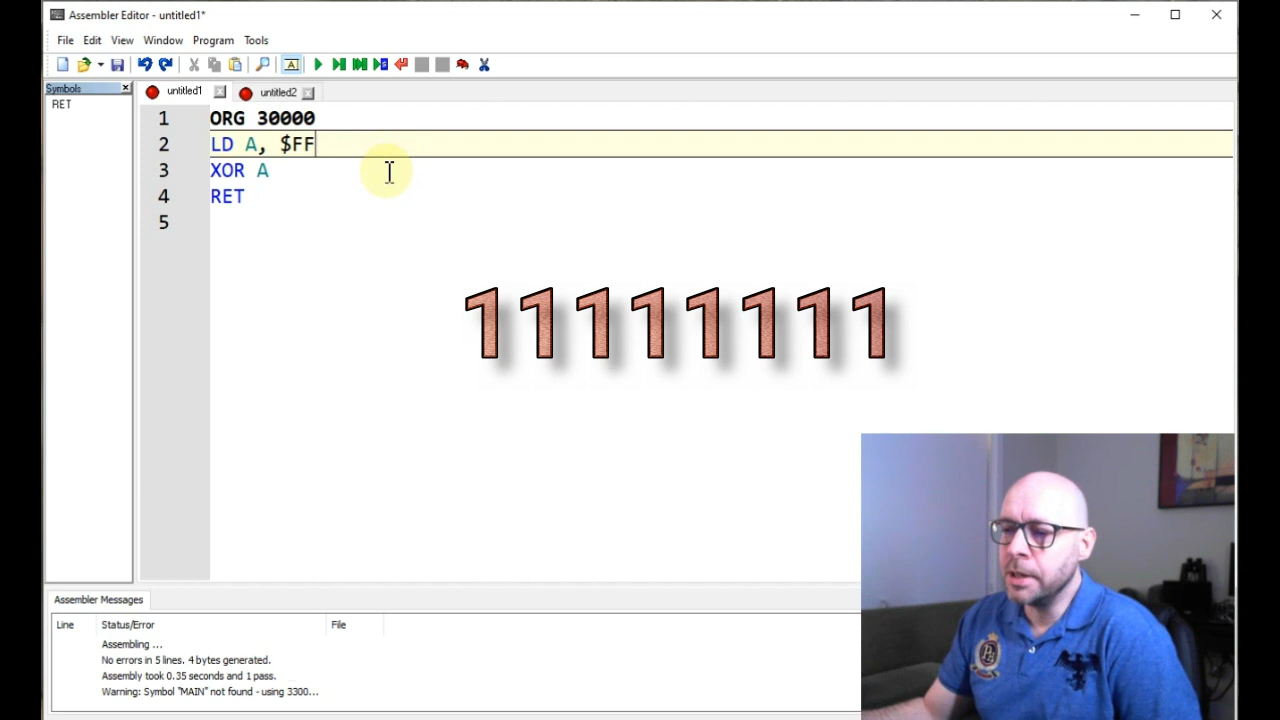 Assembler Editor - untitled1*
File Edit View Window Program Tools
Symbols
RET
untitled1 untitled2
1 ORG 30000
2 LD A, $FF
3 XOR A
4 RET
5
11111111
Assembler Messages
Line Status/Error File
Assembling ...
No errors in 5 lines. 4 bytes generated.
Assembly took 0.35 seconds and 1 pass.
Warning: Symbol "MAIN" not found - using 3300...